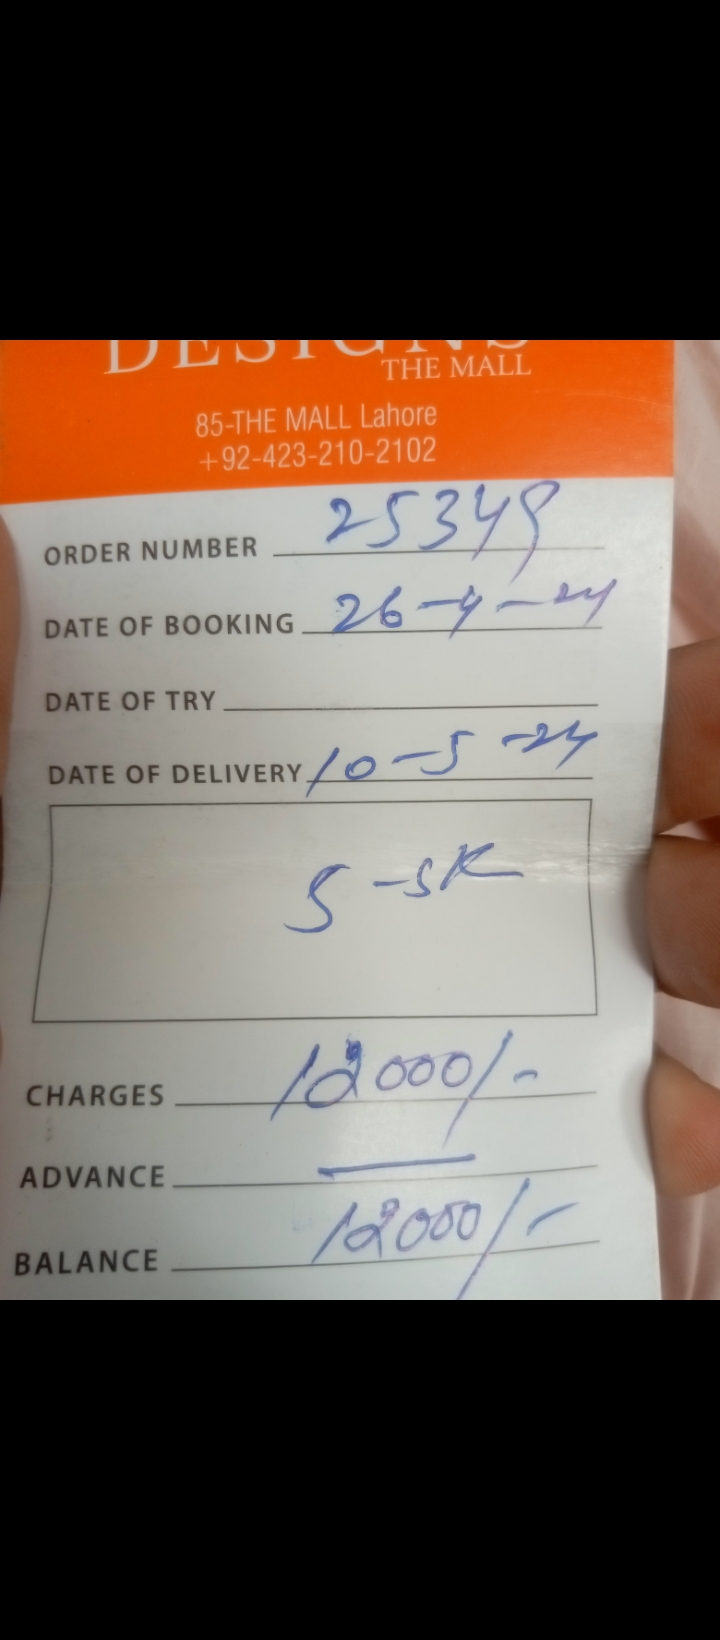 DESIGNS
THE MALL
85-THE MALL Lahore
+92-423-210-2102
ORDER NUMBER 25349
DATE OF BOOKING 26-4-24
DATE OF TRY
DATE OF DELIVERY 10-5-24
5-SK
CHARGES 12000/-
ADVANCE —
BALANCE 12000/-